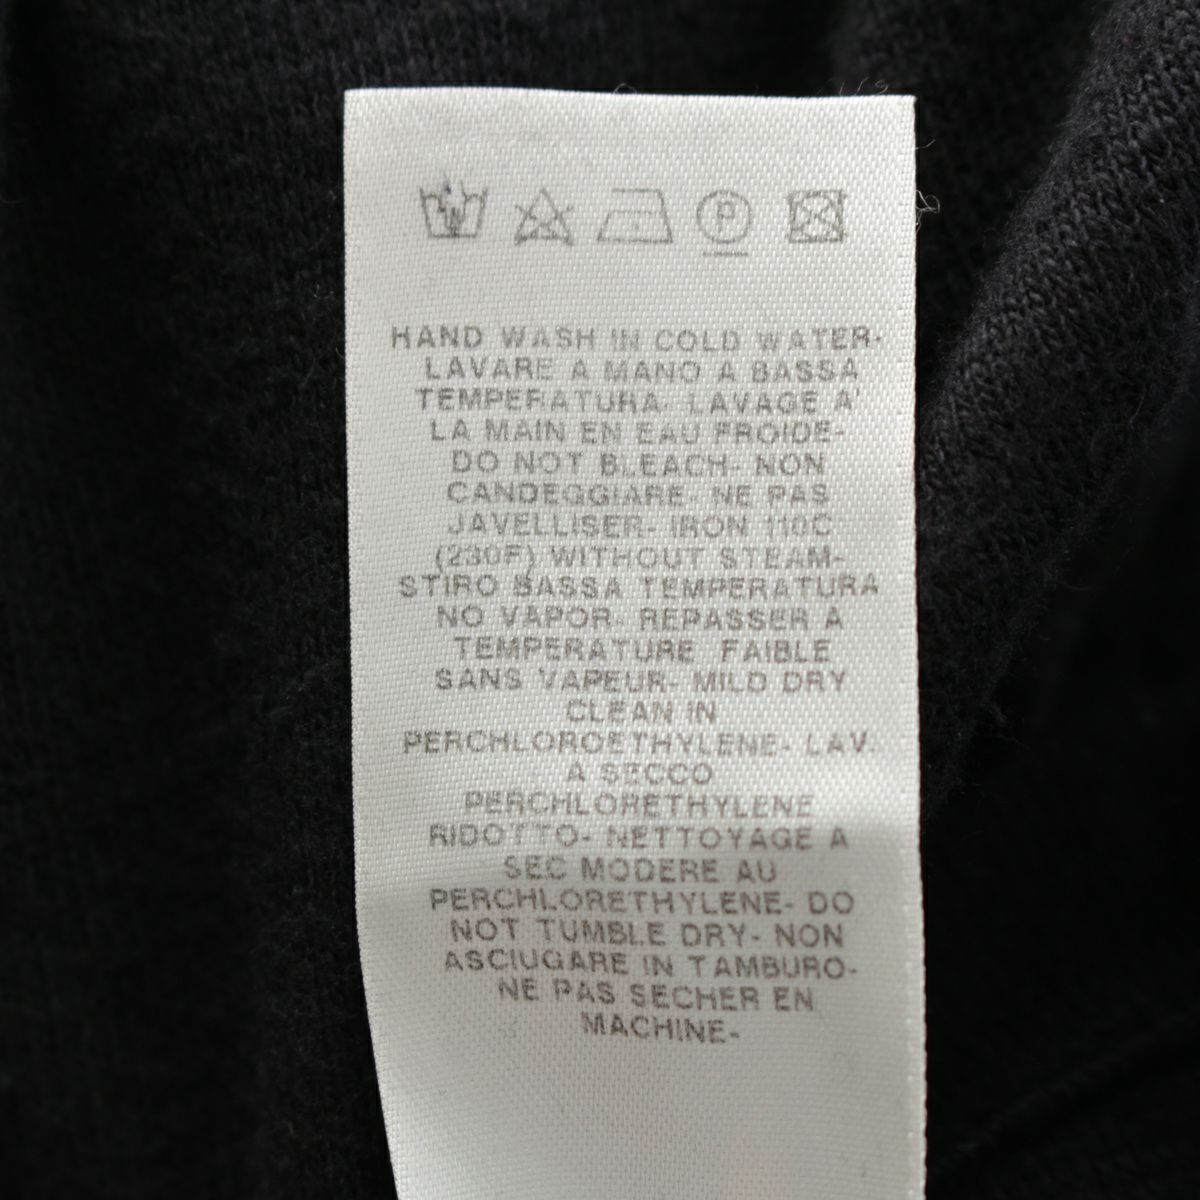 P
HAND WASH IN COLD WATER-
LAVARE A MANO A BASSA
TEMPERATURA- LAVAGE A'
LA MAIN EN EAU FROIDE-
DO NOT BLEACH- NON
CANDEGGIARE- NE PAS
JAVELLISER- IRON 110C
(230F) WITHOUT STEAM-
STIRO BASSA TEMPERATURA
NO VAPOR- REPASSER A
TEMPERATURE FAIBLE
SANS VAPEUR- MILD DRY
CLEAN IN
PERCHLOROETHYLENE- LAV.
A SECCO
PERCHLORETHYLENE
RIDOTTO- NETTOYAGE A
SEC MODERE AU
PERCHLORETHYLENE- DO
NOT TUMBLE DRY- NON
ASCIUGARE IN TAMBURO-
NE PAS SECHER EN
MACHINE-